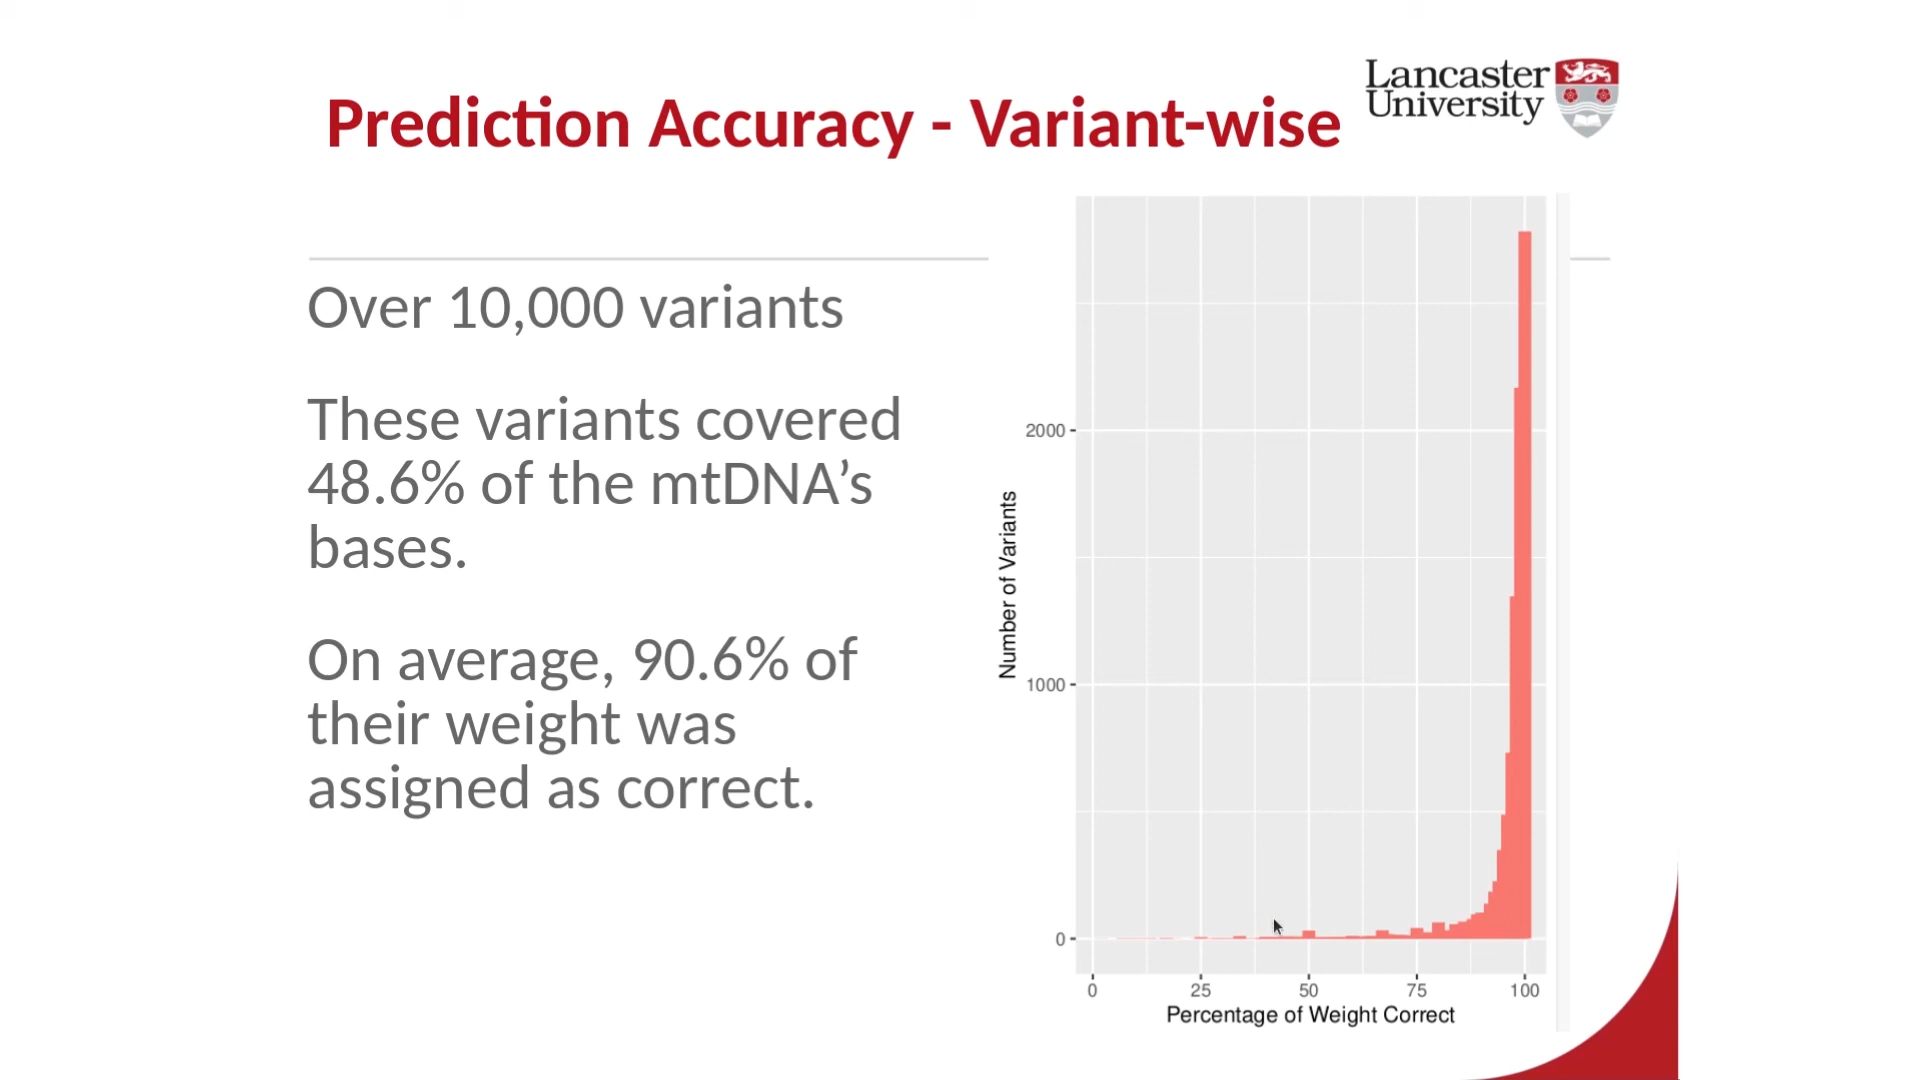 Prediction Accuracy - Variant-wise
Lancaster
University
Over 10,000 variants
These variants covered
48.6% of the mtDNA’s
bases.
On average, 90.6% of
their weight was
assigned as correct.
Number of Variants
2000
1000
0
0 25 50 75 100
Percentage of Weight Correct